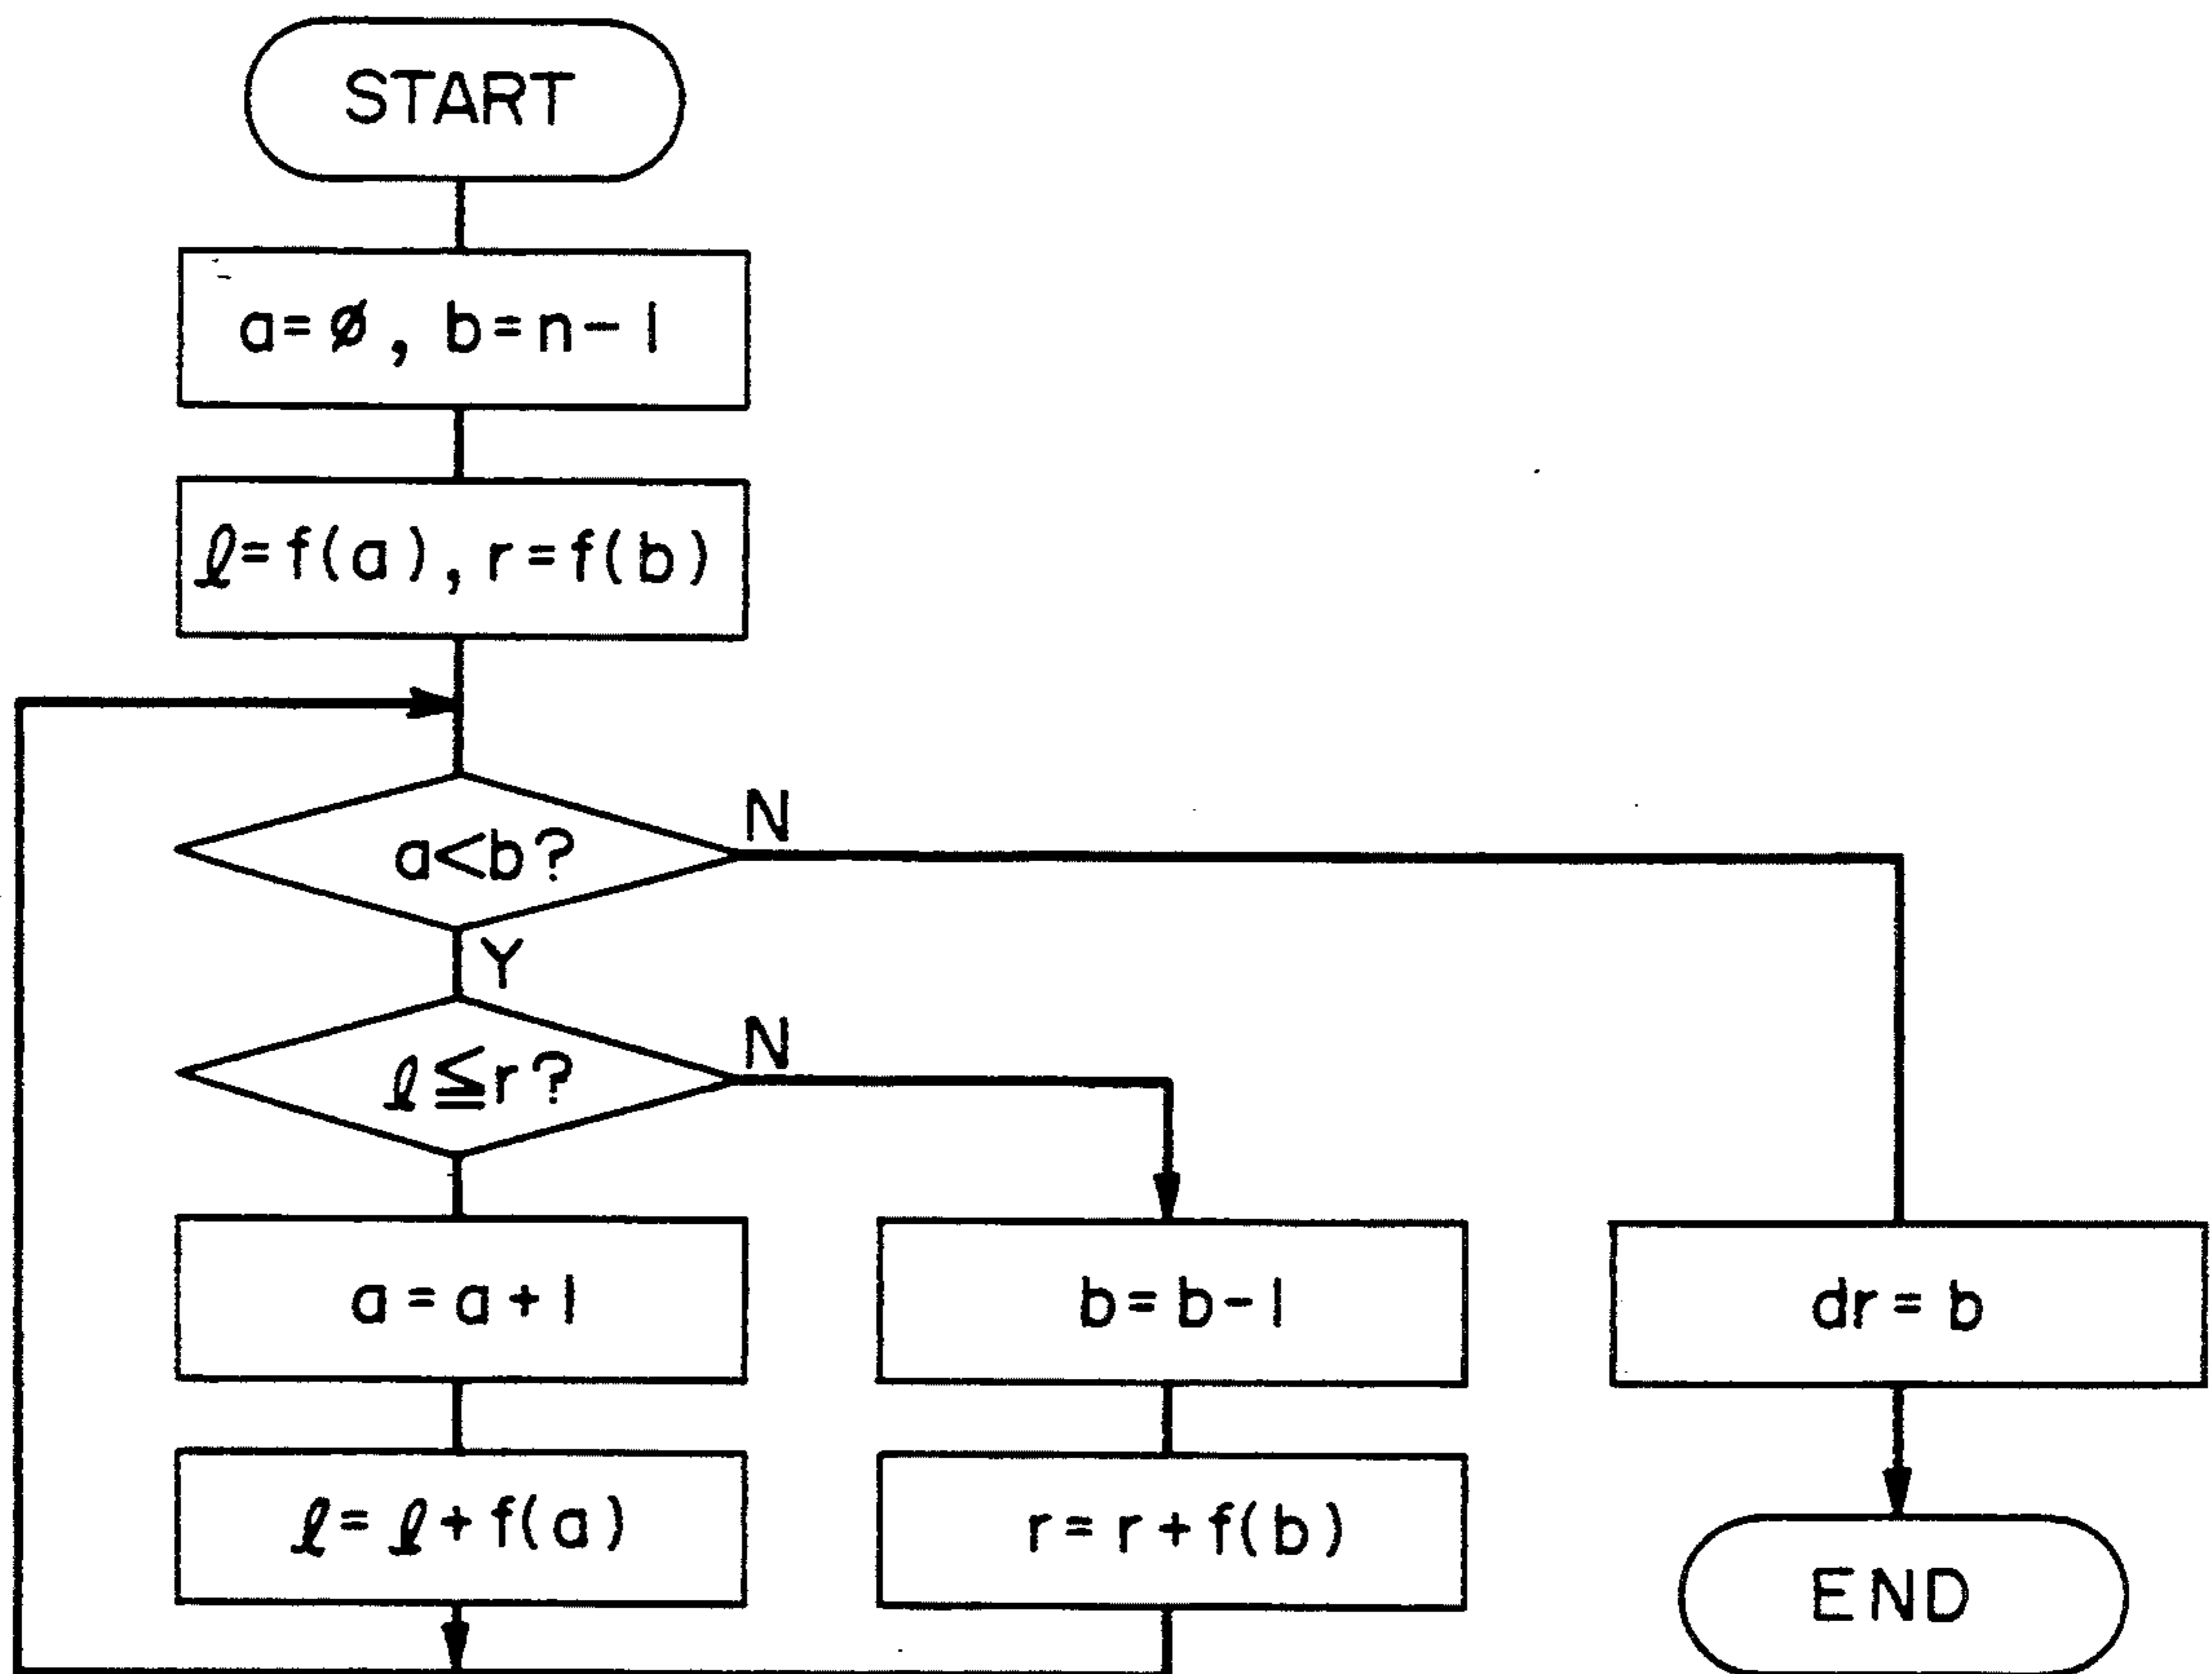 START
a=ø, b=n-1
ℓ=f(a), r=f(b)
a<b?
N
Y
ℓ≦r?
N
a=a+1
b=b-1
dr=b
ℓ=ℓ+f(a)
r=r+f(b)
END